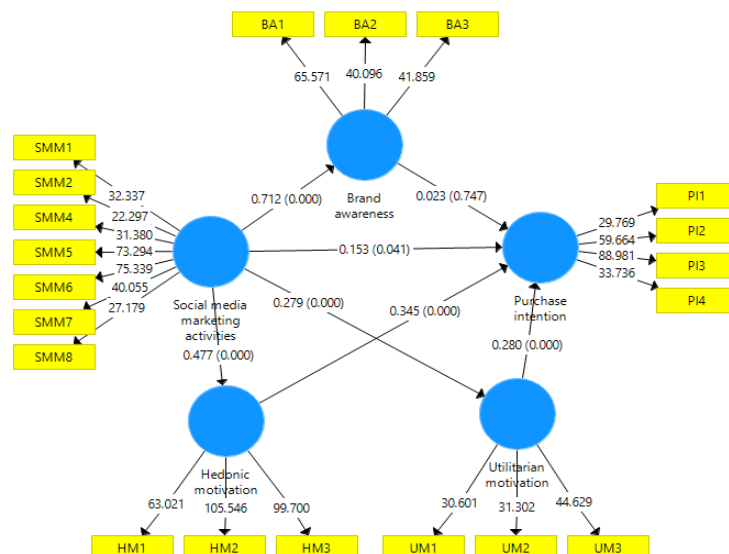 BA1
BA2
BA3
65.571
40.096
41.859
SMM1
SMM2
SMM4
SMM5
SMM6
SMM7
SMM8
32.337
22.297
31.380
73.294
75.339
40.055
27.179
0.712 (0.000)
Brand
awareness
0.023 (0.747)
0.153 (0.041)
Social media
marketing
activities
0.279 (0.000)
0.345 (0.000)
Purchase
intention
29.769
59.664
88.981
33.736
PI1
PI2
PI3
PI4
0.477 (0.000)
0.280 (0.000)
Hedonic
motivation
Utilitarian
motivation
63.021
105.546
99.700
30.601
31.302
44.629
HM1
HM2
HM3
UM1
UM2
UM3